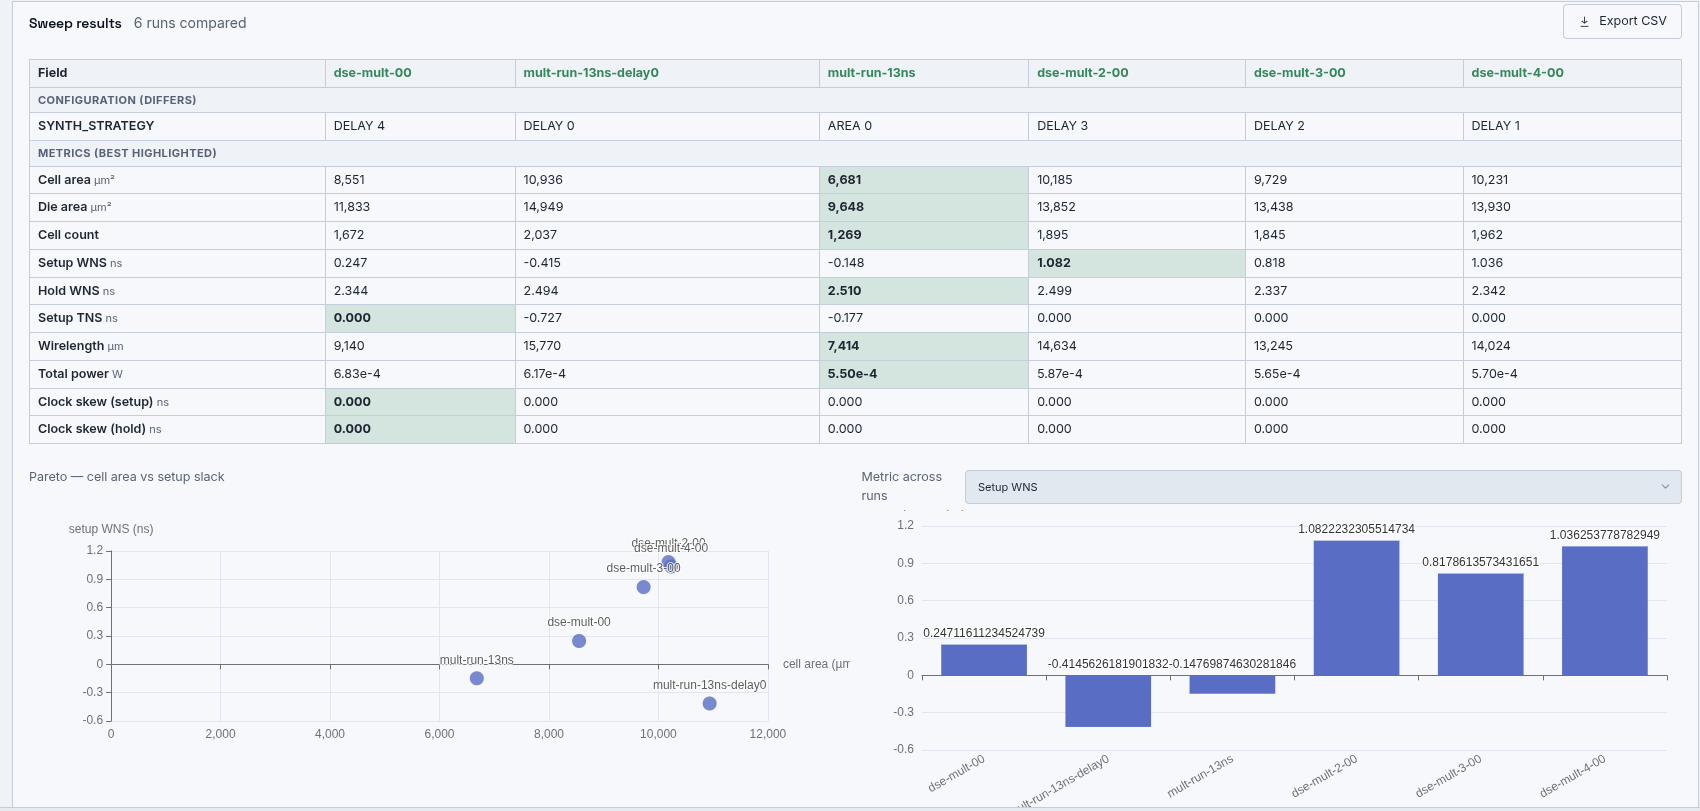 Sweep results 6 runs compared
Export CSV
Field dse-mult-00 mult-run-13ns-delay0 mult-run-13ns dse-mult-2-00 dse-mult-3-00 dse-mult-4-00
CONFIGURATION (DIFFERS)
SYNTH_STRATEGY DELAY 4 DELAY 0 AREA 0 DELAY 3 DELAY 2 DELAY 1
METRICS (BEST HIGHLIGHTED)
Cell area µm² 8,551 10,936 6,681 10,185 9,729 10,231
Die area µm² 11,833 14,949 9,648 13,852 13,438 13,930
Cell count 1,672 2,037 1,269 1,895 1,845 1,962
Setup WNS ns 0.247 -0.415 -0.148 1.082 0.818 1.036
Hold WNS ns 2.344 2.494 2.510 2.499 2.337 2.342
Setup TNS ns 0.000 -0.727 -0.177 0.000 0.000 0.000
Wirelength µm 9,140 15,770 7,414 14,634 13,245 14,024
Total power W 6.83e-4 6.17e-4 5.50e-4 5.87e-4 5.65e-4 5.70e-4
Clock skew (setup) ns 0.000 0.000 0.000 0.000 0.000 0.000
Clock skew (hold) ns 0.000 0.000 0.000 0.000 0.000 0.000
Pareto — cell area vs setup slack
setup WNS (ns)
1.2
0.9
0.6
0.3
0
-0.3
-0.6
dse-mult-2-00
dse-mult-4-00
dse-mult-3-00
dse-mult-00
mult-run-13ns
mult-run-13ns-delay0
cell area (µm
0 2,000 4,000 6,000 8,000 10,000 12,000
Metric across
runs
Setup WNS
1.2
0.9
0.6
0.3
0
-0.3
-0.6
0.24711611234524739
-0.4145626181901832
-0.14769874630281846
1.0822232305514734
0.8178613573431651
1.036253778782949
dse-mult-00
ult-run-13ns-delay0
mult-run-13ns
dse-mult-2-00
dse-mult-3-00
dse-mult-4-00